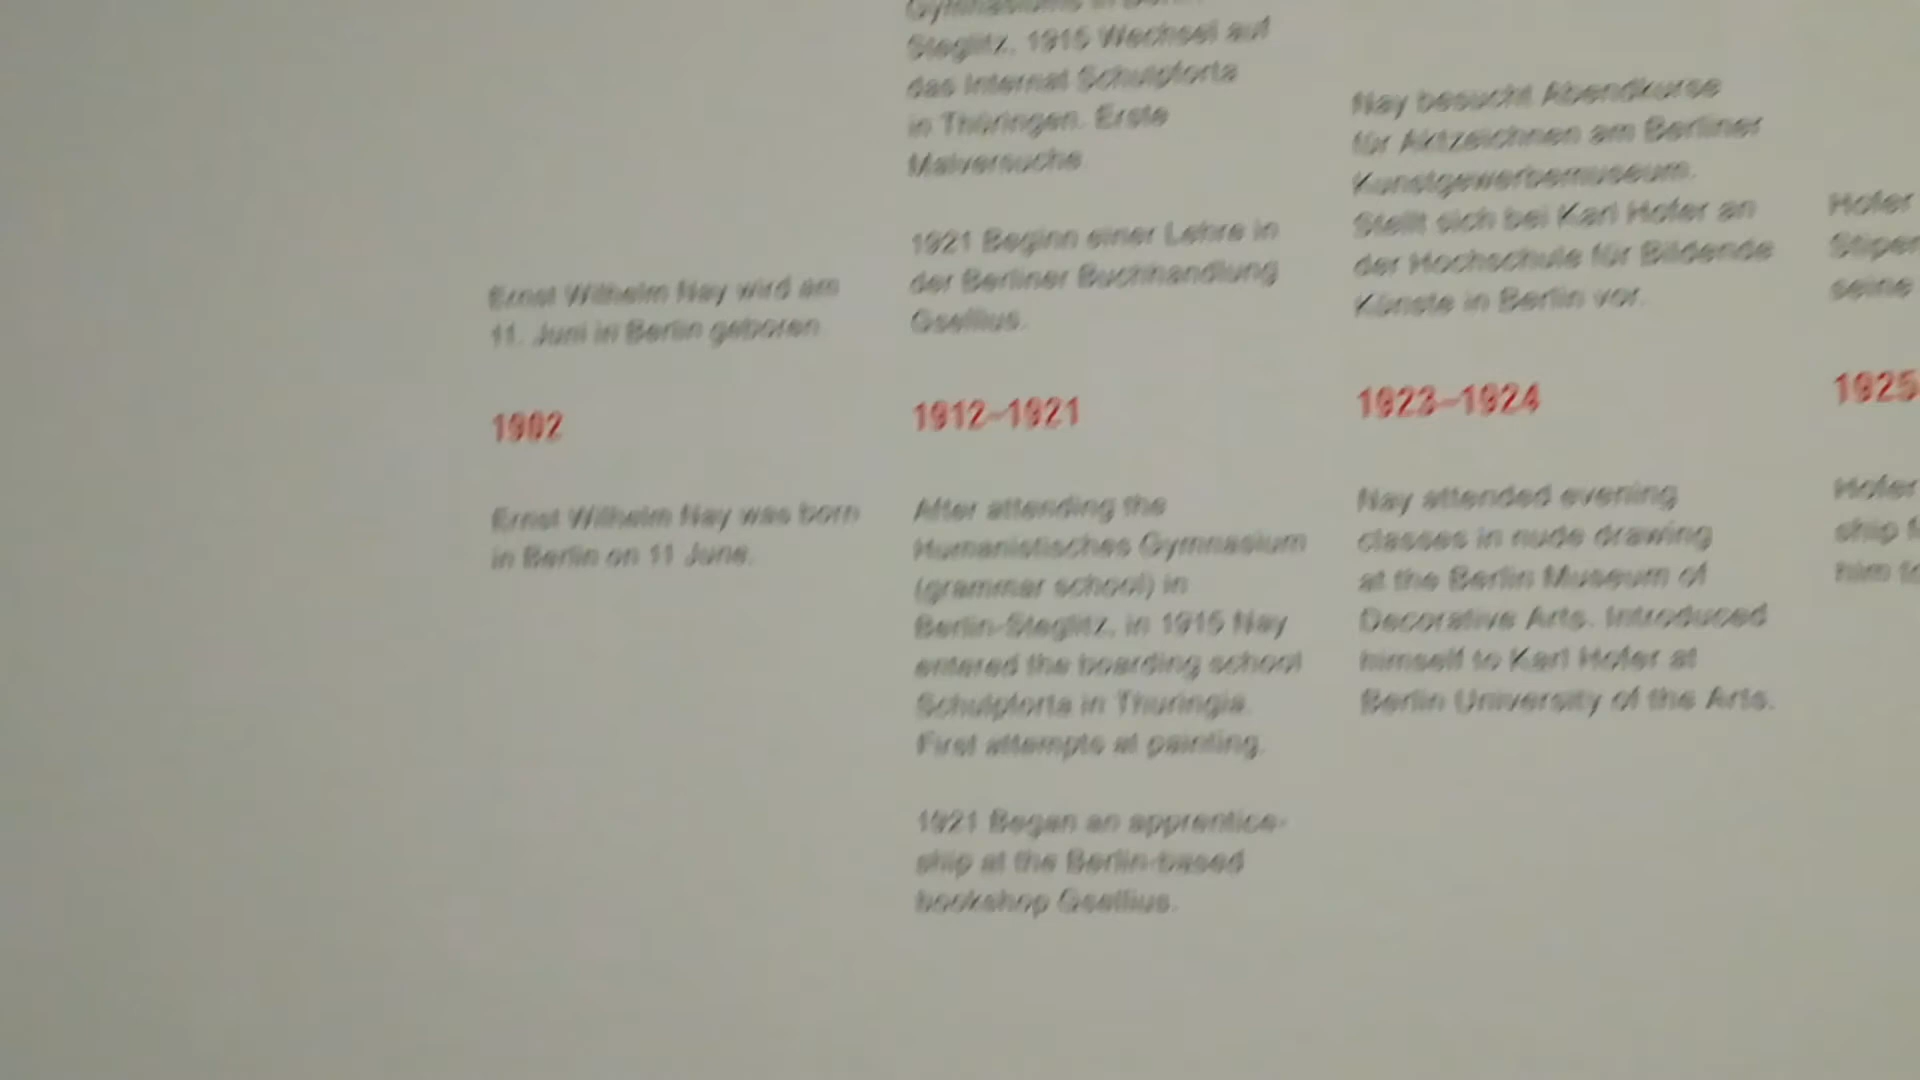 Ernst Wilhelm Nay wird am
11. Juni in Berlin geboren.
1902
Ernst Wilhelm Nay was born
in Berlin on 11 June.
Gymnasiums in Berlin-
Steglitz. 1915 Wechsel auf
das Internat Schulpforta
in Thüringen. Erste
Malversuche.
1921 Beginn einer Lehre in
der Berliner Buchhandlung
Gsellius.
1912–1921
After attending the
Humanistisches Gymnasium
(grammar school) in
Berlin-Steglitz, in 1915 Nay
entered the boarding school
Schulpforta in Thuringia.
First attempts at painting.
1921 Began an apprentice-
ship at the Berlin-based
bookshop Gsellius.
Nay besucht Abendkurse
für Aktzeichnen am Berliner
Kunstgewerbemuseum.
Stellt sich bei Karl Hofer an
der Hochschule für Bildende
Künste in Berlin vor.
1923–1924
Nay attended evening
classes in nude drawing
at the Berlin Museum of
Decorative Arts. Introduced
himself to Karl Hofer at
Berlin University of the Arts.
Hofer
seine
1925
Hofer
ship
him